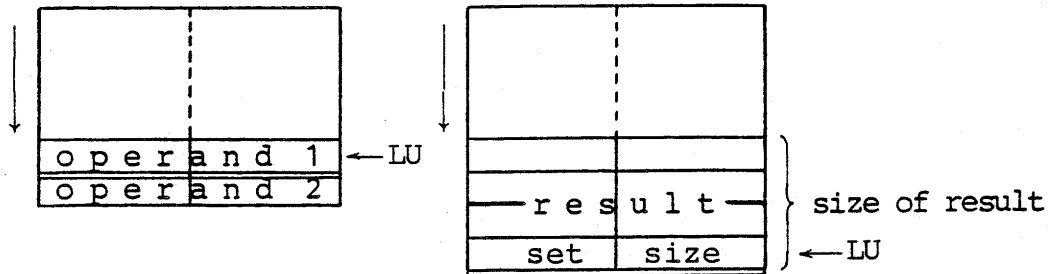 operand 1
LU
operand 2
result
size of result
set size
LU